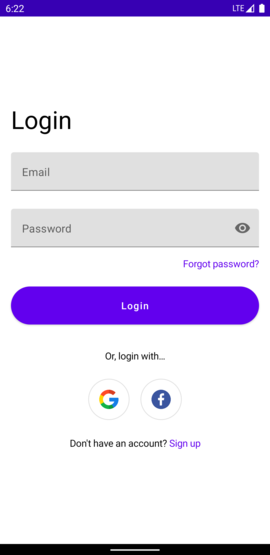 6:22
LTE
Login
Email
Password
Forgot password?
Login
Or, login with...
Don't have an account? Sign up